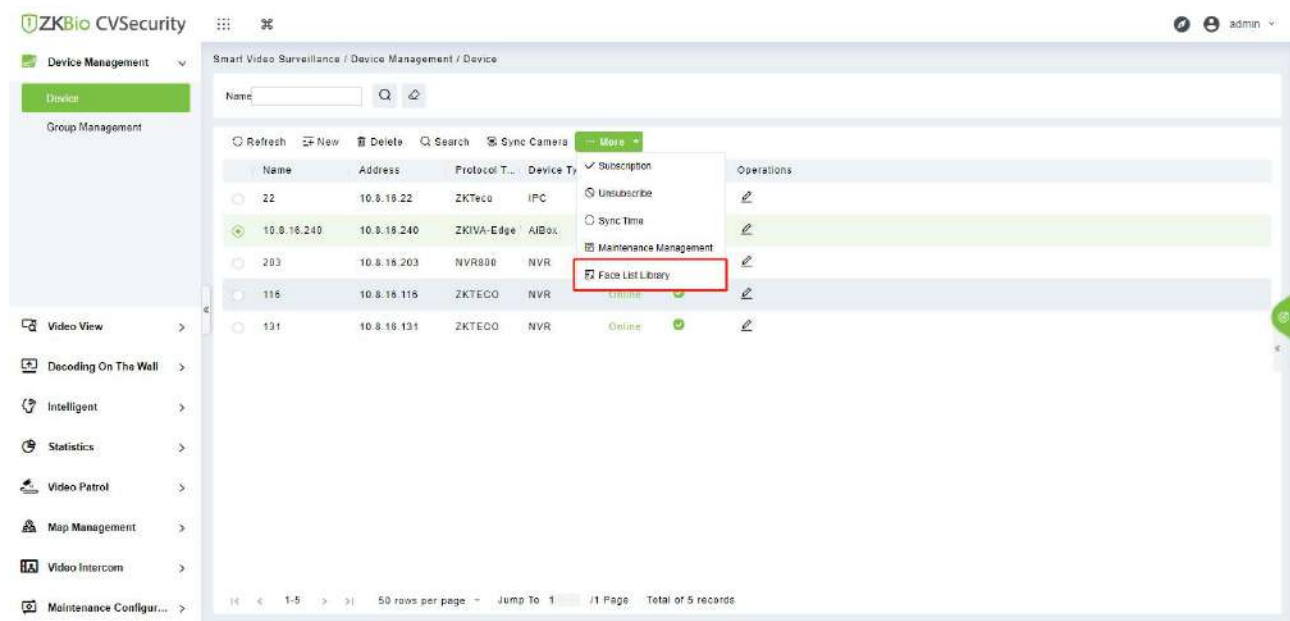 ZKBio CVSecurity
admin
Device Management
Smart Video Surveillance / Device Management / Device
Device
Name
Group Management
Refresh New Delete Search Sync Camera More
Name Address Protocol T... Device Ty Operations
Subscription
22 10.8.16.22 ZKTeco IPC
Unsubscribe
Sync Time
10.8.16.240 10.8.16.240 ZKIVA-Edge AIBox
Maintenance Management
203 10.8.16.203 NVR800 NVR
Face List Library
116 10.8.16.116 ZKTECO NVR Online
131 10.8.16.131 ZKTECO NVR Online
Video View
Decoding On The Wall
Intelligent
Statistics
Video Patrol
Map Management
Video Intercom
Maintenance Configur...
1-5 50 rows per page Jump To 1 /1 Page Total of 5 records